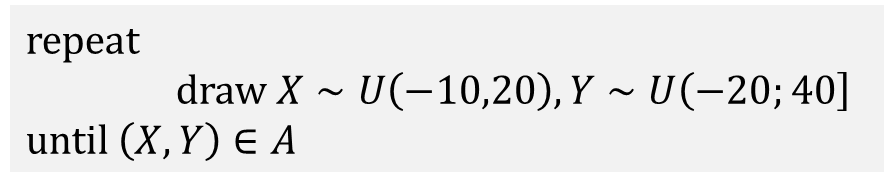 repeat
draw X ~ U(−10,20), Y ~ U(−20; 40]
until (X, Y) ∈ A